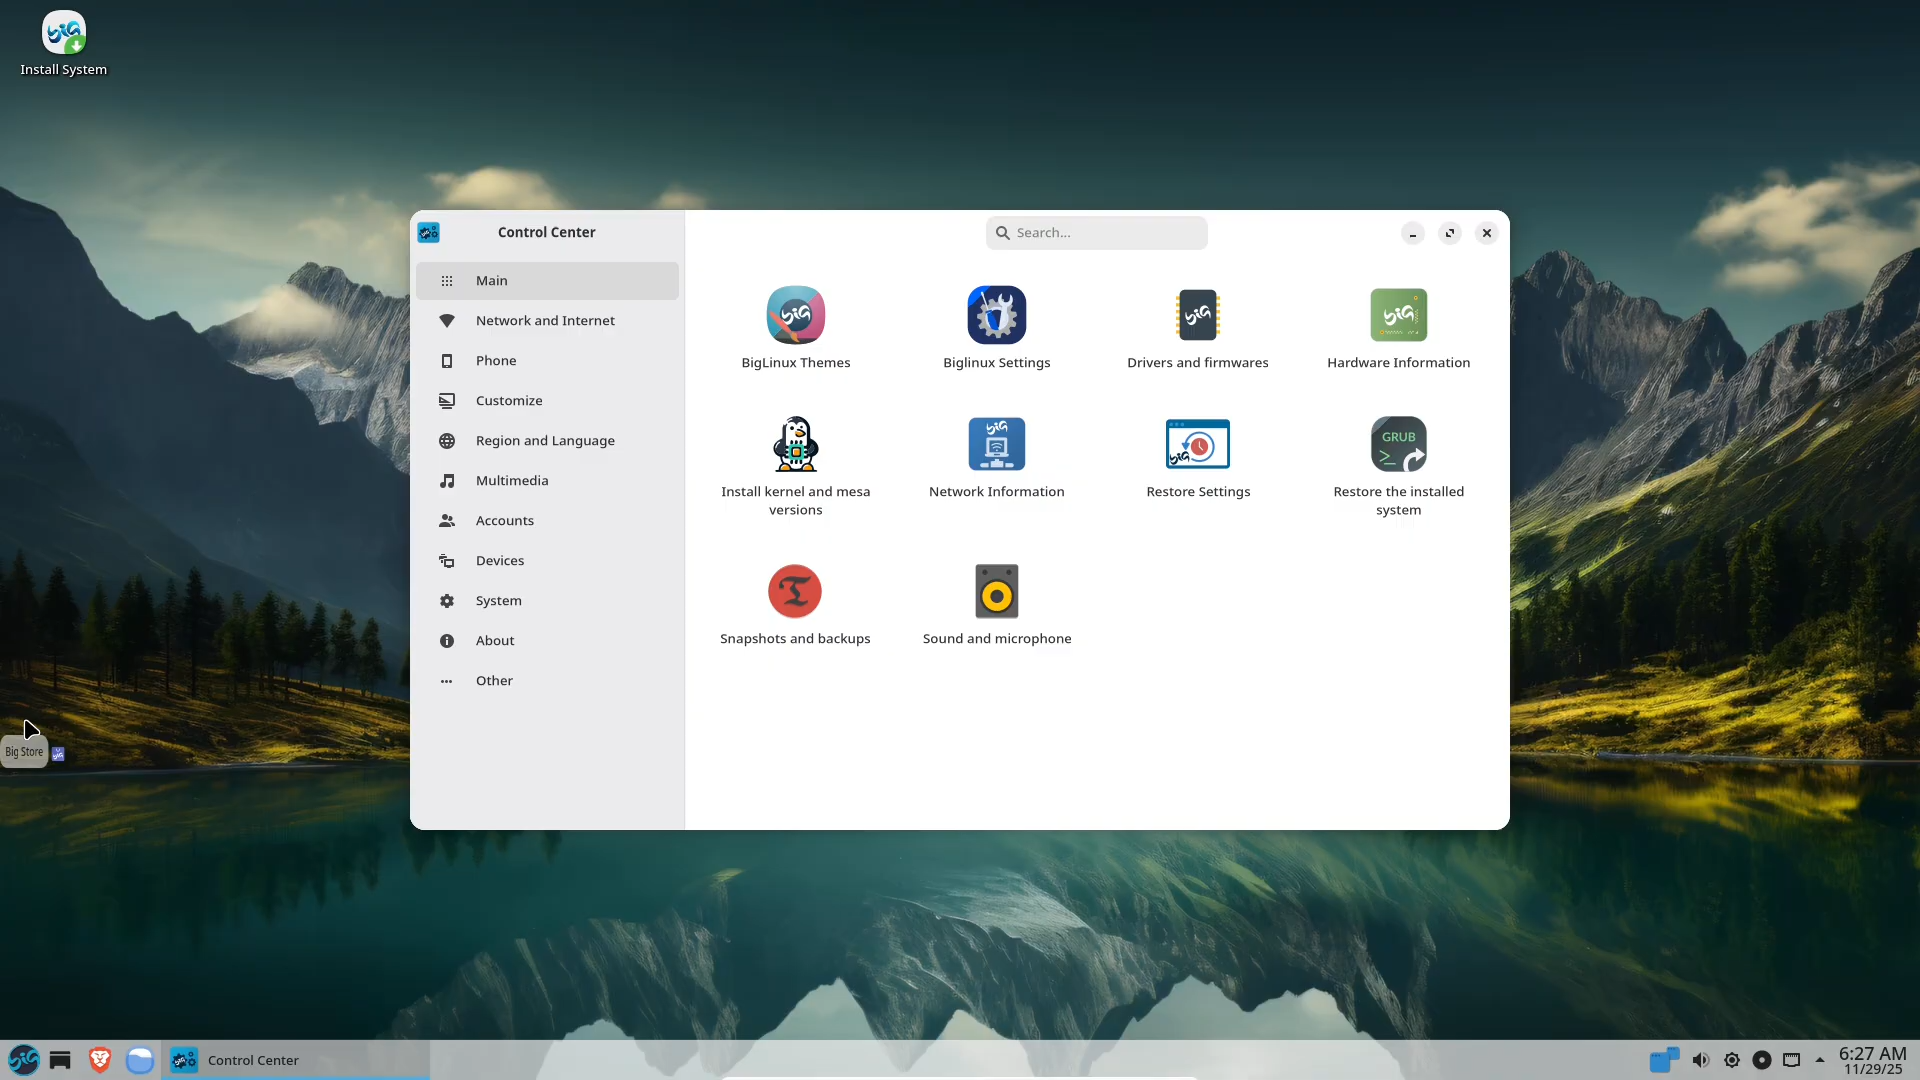 Install System
Control Center
Search...
Main
Network and Internet
Phone
Customize
Region and Language
Multimedia
Accounts
Devices
System
About
Other
BigLinux Themes
Biglinux Settings
Drivers and firmwares
Hardware Information
Install kernel and mesa
versions
Network Information
Restore Settings
GRUB
Restore the installed
system
Snapshots and backups
Sound and microphone
Big Store
Control Center
6:27 AM
11/29/25